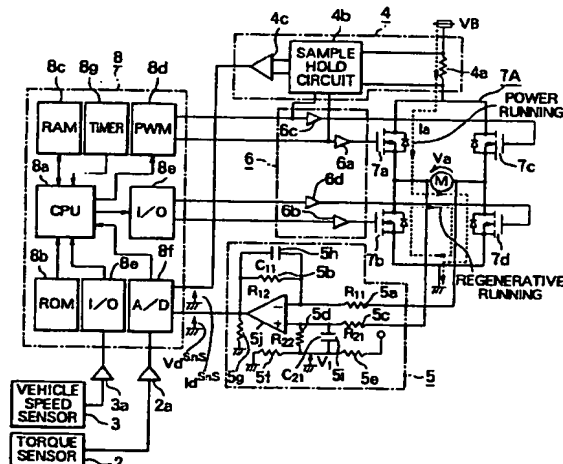 4c
4b
4
VB
8c
8g
8
8d
SAMPLE
HOLD
CIRCUIT
4a
7A
POWER
RUNNING
RAM
TIMER
PWM
6c
Ia
6
6a
7a
Va
7c
8a
8e
M
CPU
I/O
6d
6b
8b
8e
8f
7b
7d
5h
C11
5b
REGENERATIVE
RUNNING
ROM
I/O
A/D
R12
R11
5a
5d
5c
5j
R22
R21
Vd SnS
Id SnS
5g
5f
C21
V1
5i
5e
5
VEHICLE
SPEED
SENSOR
3a
2a
3
TORQUE
SENSOR
2